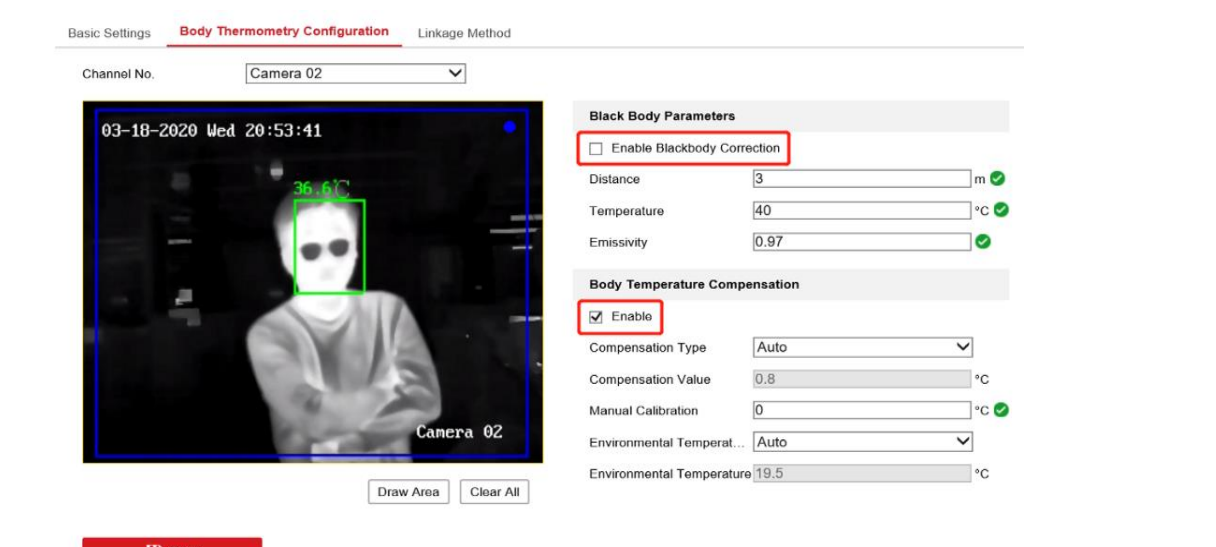 Basic Settings Body Thermometry Configuration Linkage Method
Channel No. Camera 02
03-18-2020 Wed 20:53:41
36.6℃
Camera 02
Draw Area Clear All
Black Body Parameters
Enable Blackbody Correction
Distance 3 m
Temperature 40 °C
Emissivity 0.97
Body Temperature Compensation
Enable
Compensation Type Auto
Compensation Value 0.8 °C
Manual Calibration 0 °C
Environmental Temperat... Auto
Environmental Temperature 19.5 °C